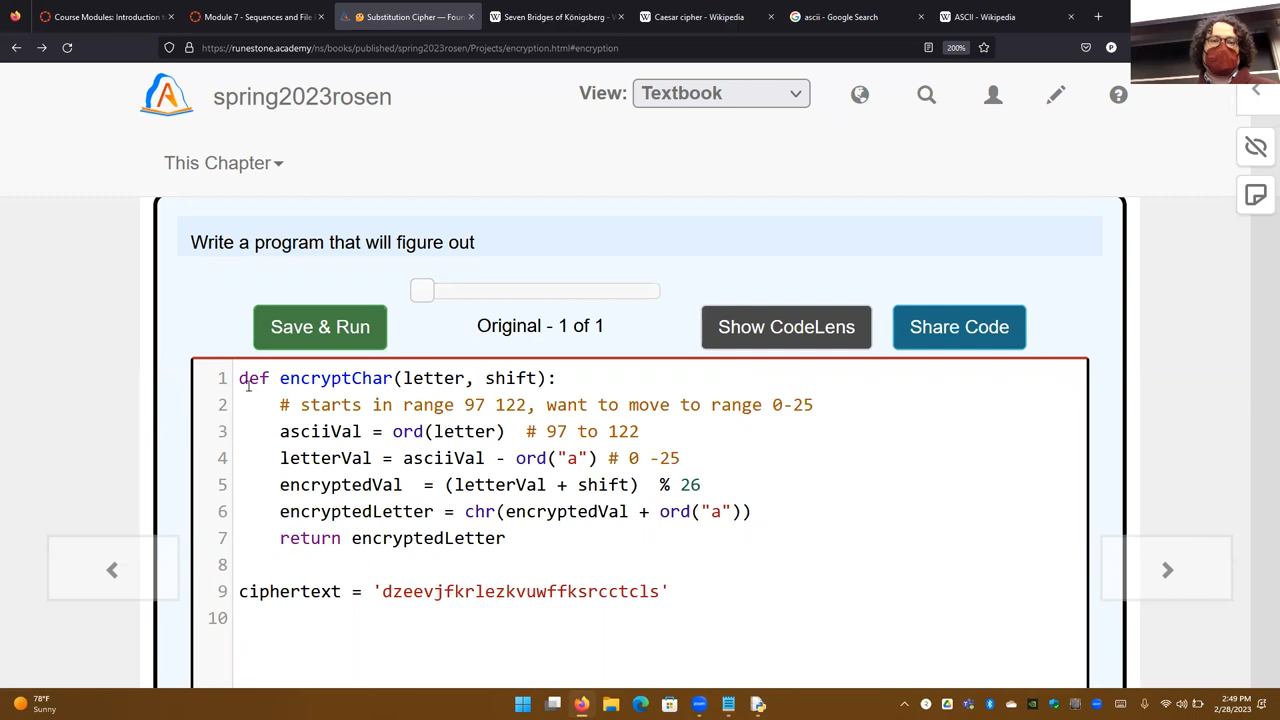 Course Modules: Introduction t
Module 7 - Sequences and File
🤔 Substitution Cipher — Foun
Seven Bridges of Königsberg - W
Caesar cipher - Wikipedia
ascii - Google Search
ASCII - Wikipedia
https://runestone.academy/ns/books/published/spring2023rosen/Projects/encryption.html#encryption
200%
spring2023rosen
View:
Textbook
This Chapter
Write a program that will figure out
Save & Run
Original - 1 of 1
Show CodeLens
Share Code
1 def encryptChar(letter, shift):
2 # starts in range 97 122, want to move to range 0-25
3 asciiVal = ord(letter) # 97 to 122
4 letterVal = asciiVal - ord("a") # 0 -25
5 encryptedVal = (letterVal + shift) % 26
6 encryptedLetter = chr(encryptedVal + ord("a"))
7 return encryptedLetter
8
9 ciphertext = 'dzeevjfkrlezkvuwffksrcctcls'
10
78°F
Sunny
2:49 PM
2/28/2023